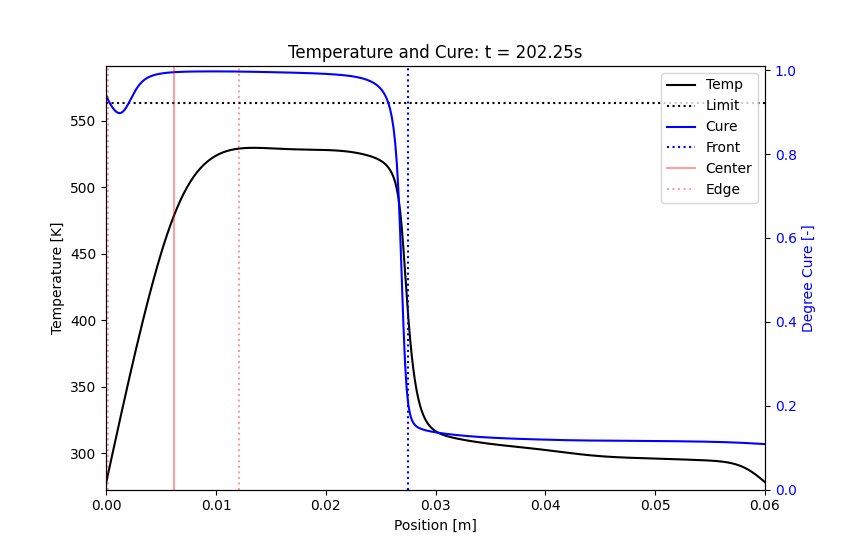 Temperature and Cure: t = 202.25s
Temperature [K]
550
500
450
400
350
300
1.0
0.8
0.6
0.4
0.2
0.0
Degree Cure [-]
Temp
Limit
Cure
Front
Center
Edge
0.00 0.01 0.02 0.03 0.04 0.05 0.06
Position [m]